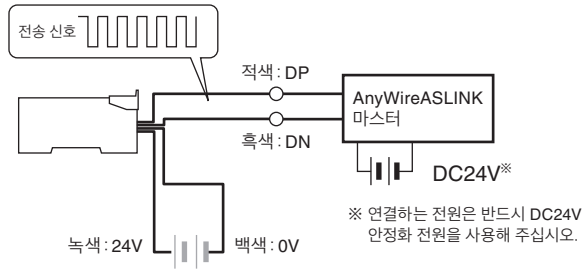 전송 신호
적색: DP
AnyWireASLINK
마스터
흑색: DN
DC24V※
※ 연결하는 전원은 반드시 DC24V
안정화 전원을 사용해 주십시오.
녹색: 24V
백색: 0V